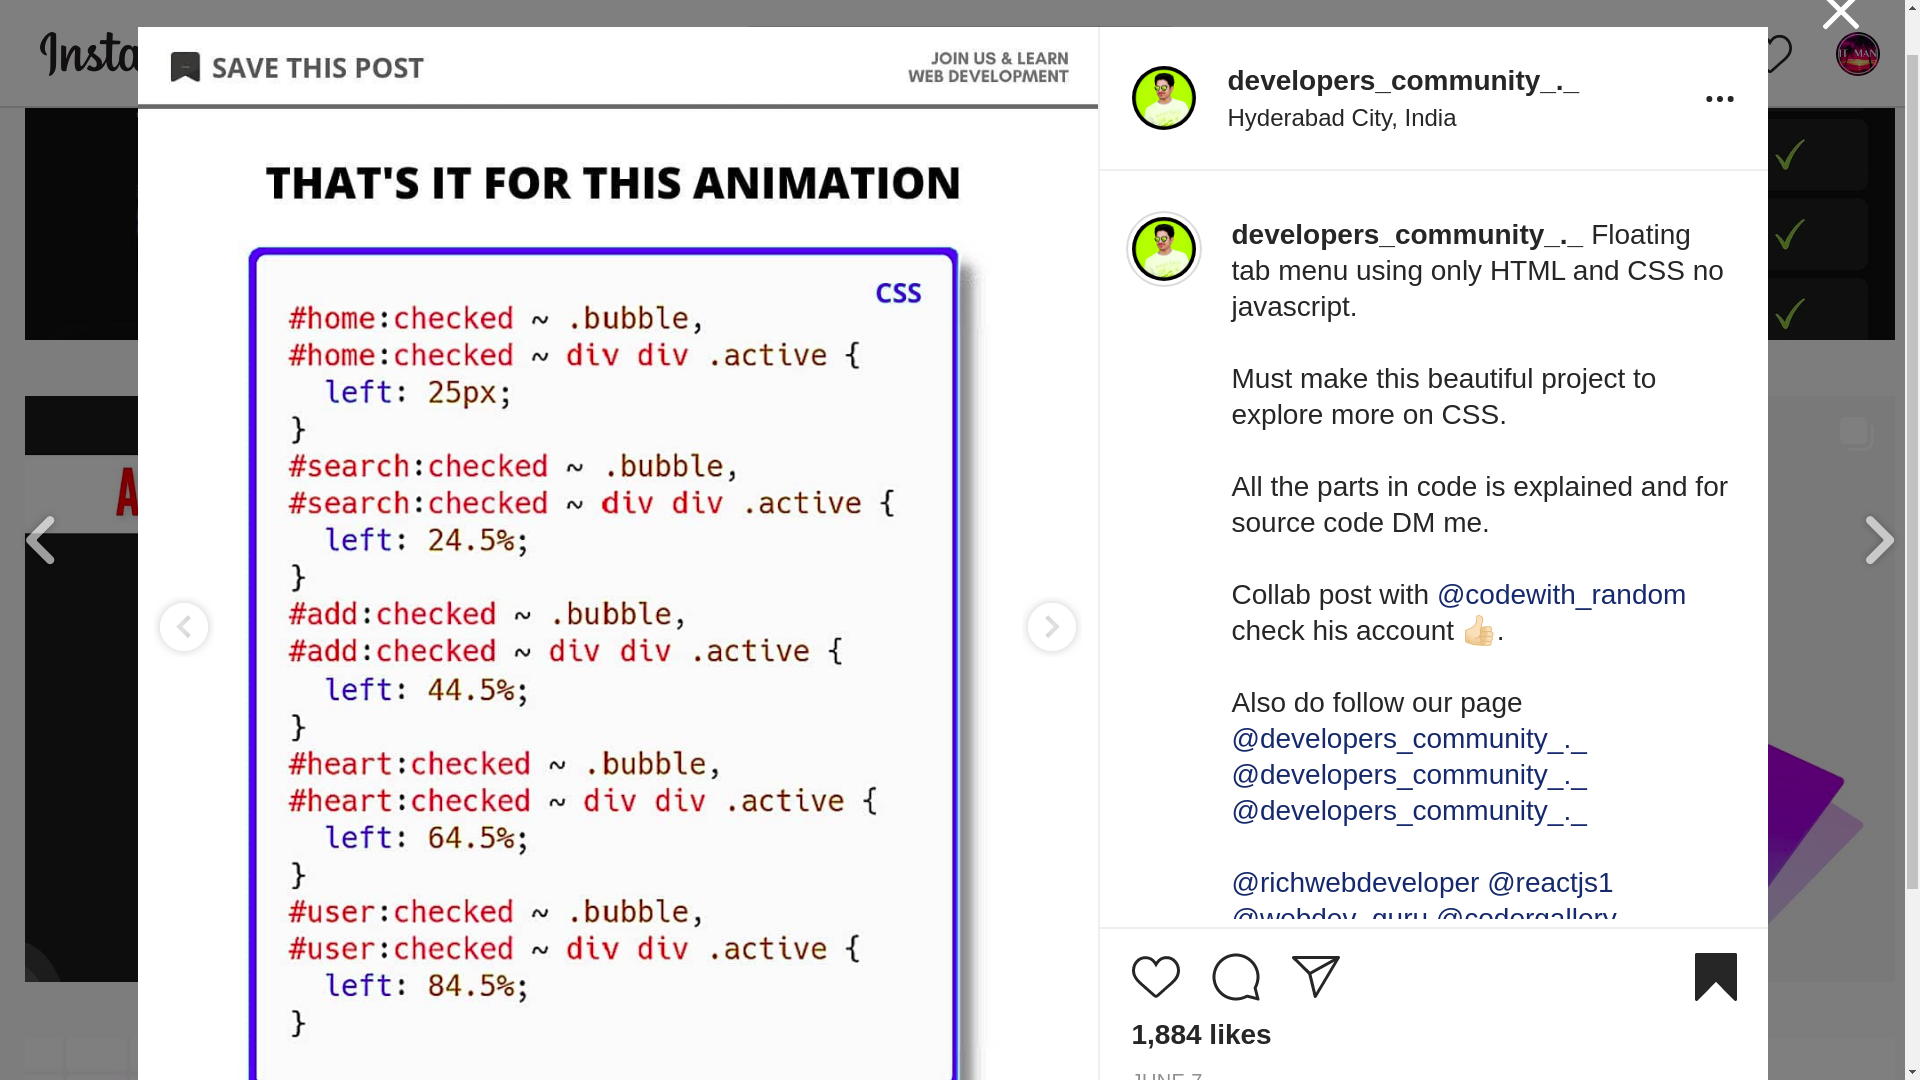 Insta
SAVE THIS POST
JOIN US & LEARN
WEB DEVELOPMENT
THAT'S IT FOR THIS ANIMATION
CSS
#home:checked ~ .bubble,
#home:checked ~ div div .active {
left: 25px;
}
#search:checked ~ .bubble,
#search:checked ~ div div .active {
left: 24.5%;
}
#add:checked ~ .bubble,
#add:checked ~ div div .active {
left: 44.5%;
}
#heart:checked ~ .bubble,
#heart:checked ~ div div .active {
left: 64.5%;
}
#user:checked ~ .bubble,
#user:checked ~ div div .active {
left: 84.5%;
}
developers_community_._
Hyderabad City, India
developers_community_._ Floating
tab menu using only HTML and CSS no
javascript.
Must make this beautiful project to
explore more on CSS.
All the parts in code is explained and for
source code DM me.
Collab post with @codewith_random
check his account 👍🏻.
Also do follow our page
@developers_community_._
@developers_community_._
@developers_community_._
@richwebdeveloper @reactjs1
@webdev_guru @codergallery
1,884 likes
JUNE 7
IT MAN
A